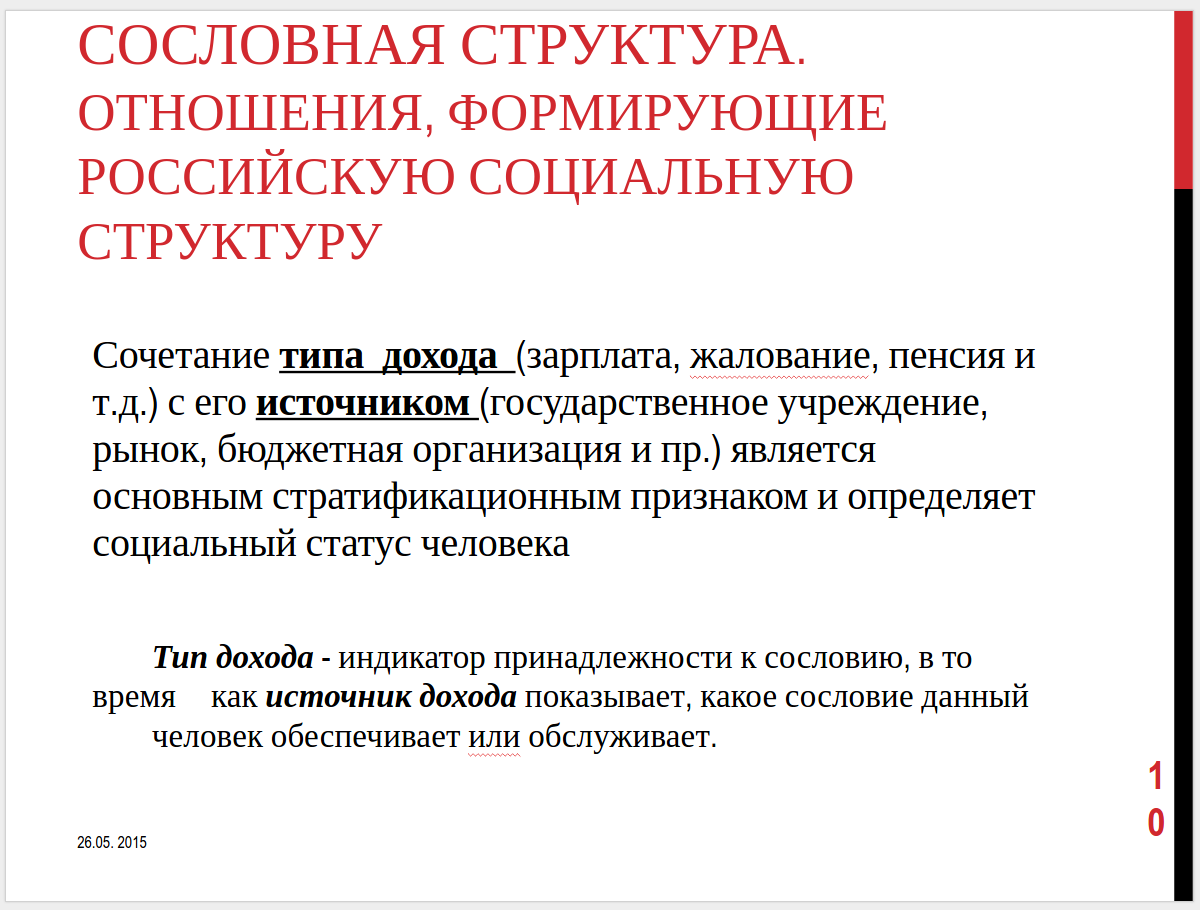 СОСЛОВНАЯ СТРУКТУРА.
ОТНОШЕНИЯ, ФОРМИРУЮЩИЕ
РОССИЙСКУЮ СОЦИАЛЬНУЮ
СТРУКТУРУ
Сочетание типа дохода (зарплата, жалование, пенсия и
т.д.) с его источником (государственное учреждение,
рынок, бюджетная организация и пр.) является
основным стратификационным признаком и определяет
социальный статус человека
Тип дохода - индикатор принадлежности к сословию, в то
время как источник дохода показывает, какое сословие данный
человек обеспечивает или обслуживает.
1
0
26.05. 2015